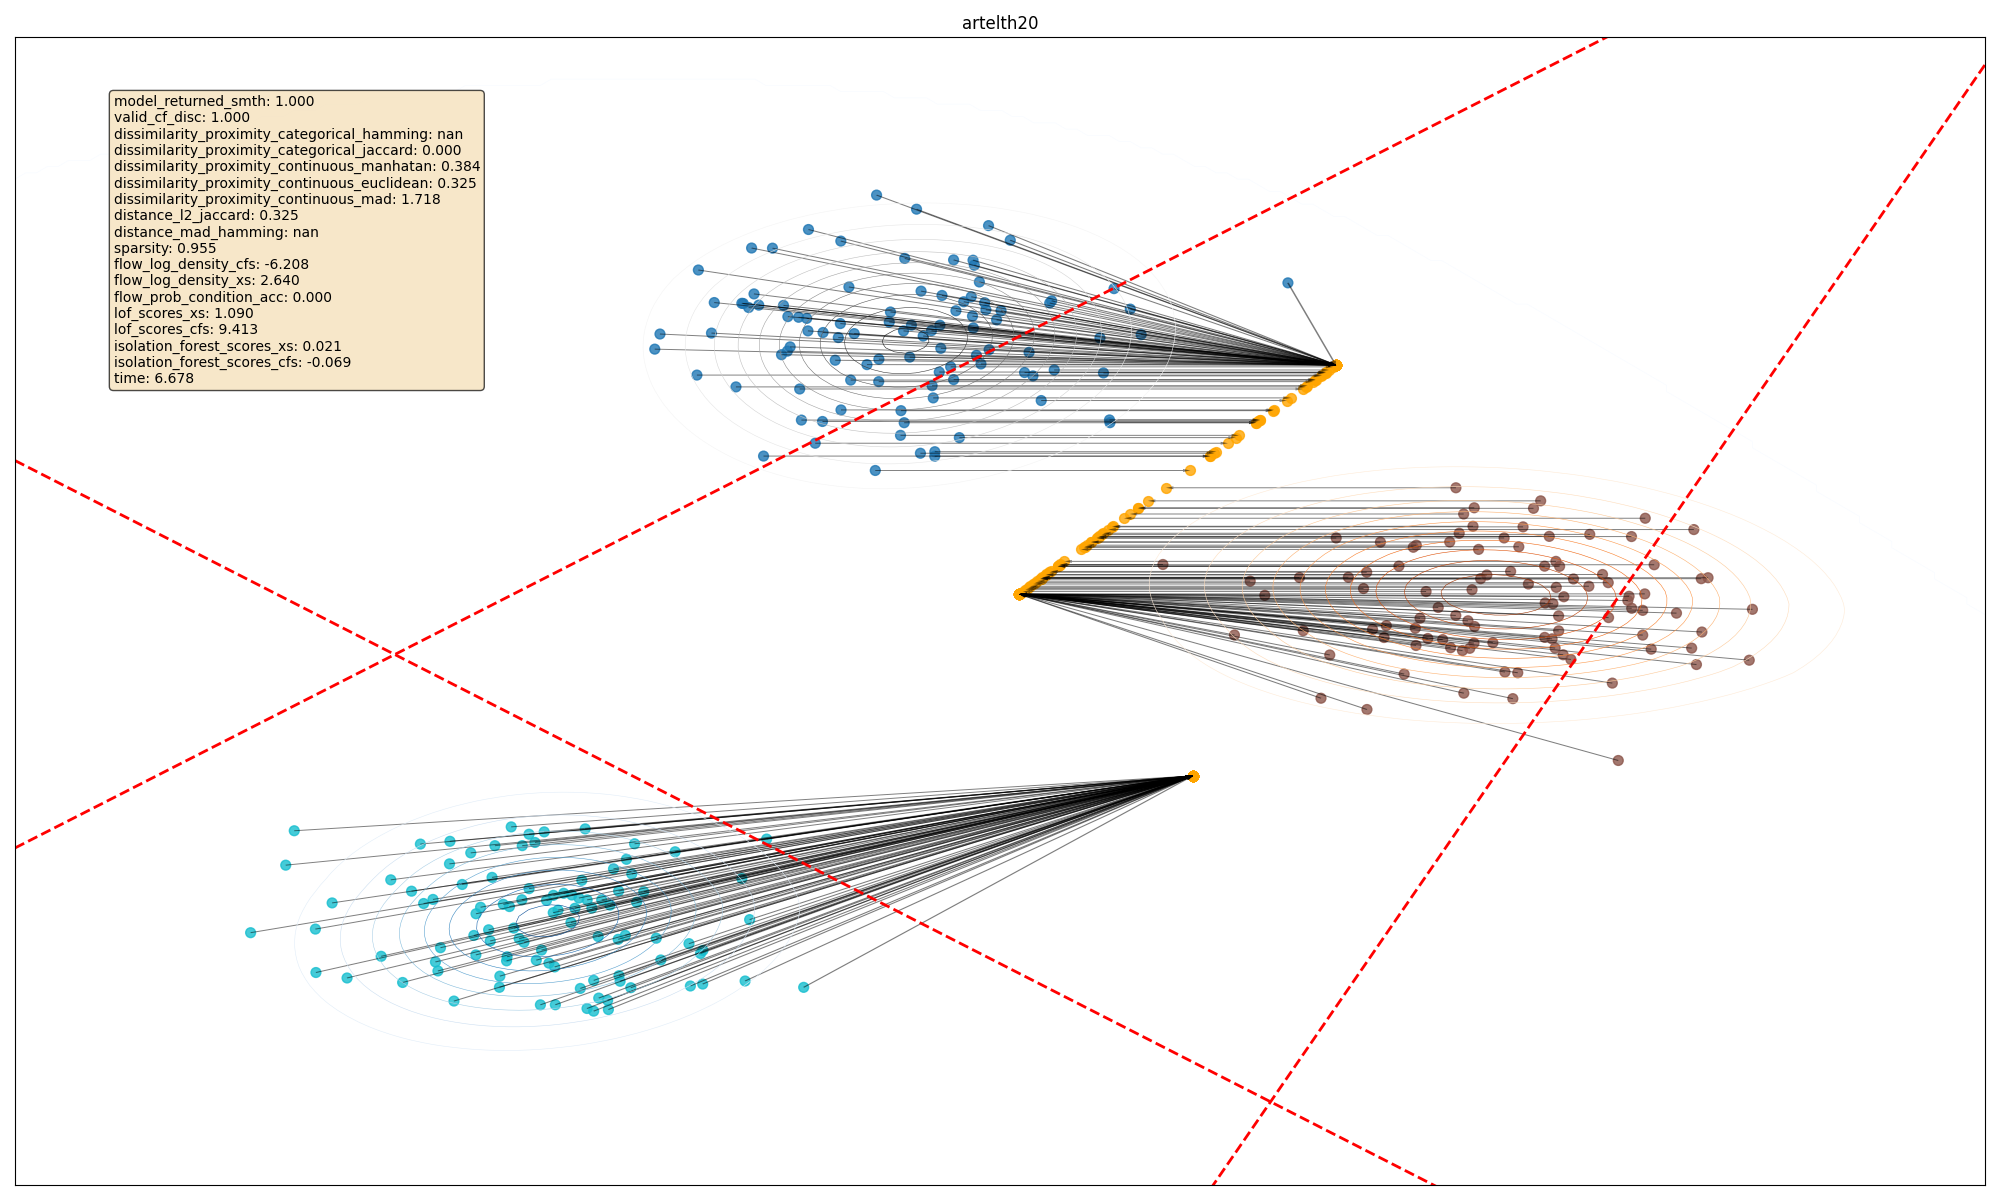 artelth20
model_returned_smth: 1.000
valid_cf_disc: 1.000
dissimilarity_proximity_categorical_hamming: nan
dissimilarity_proximity_categorical_jaccard: 0.000
dissimilarity_proximity_continuous_manhatan: 0.384
dissimilarity_proximity_continuous_euclidean: 0.325
dissimilarity_proximity_continuous_mad: 1.718
distance_l2_jaccard: 0.325
distance_mad_hamming: nan
sparsity: 0.955
flow_log_density_cfs: -6.208
flow_log_density_xs: 2.640
flow_prob_condition_acc: 0.000
lof_scores_xs: 1.090
lof_scores_cfs: 9.413
isolation_forest_scores_xs: 0.021
isolation_forest_scores_cfs: -0.069
time: 6.678